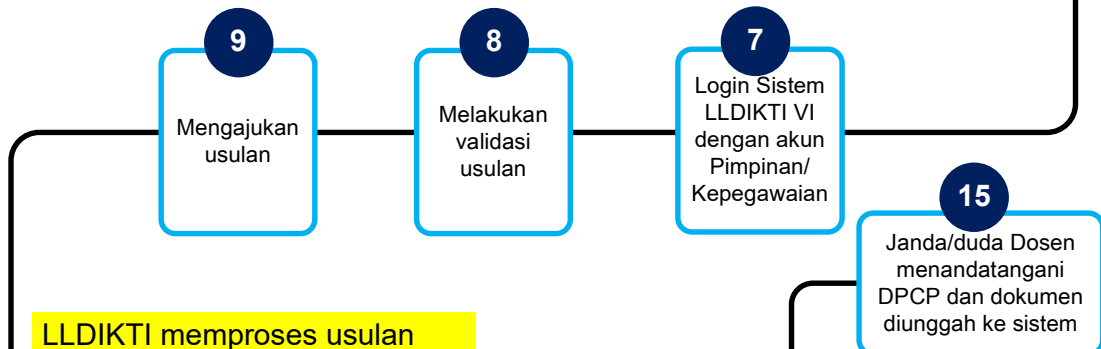 9
Mengajukan
usulan
8
Melakukan
validasi
usulan
7
Login Sistem
LLDIKTI VI
dengan akun
Pimpinan/
Kepegawaian
15
Janda/duda Dosen
menandatangani
DPCP dan dokumen
diunggah ke sistem
LLDIKTI memproses usulan